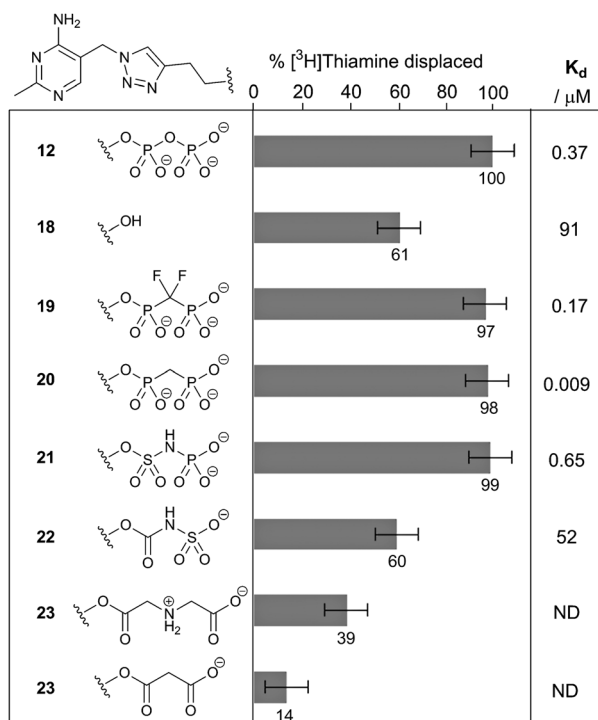 NH₂
N
N
N
N
N
% [³H]Thiamine displaced
Kd
/ μM
0 20 40 60 80 100
12 O P O P O⊖ O O⊖ O O⊖ 100 0.37
18 OH 61 91
19 F F O P P O⊖ O O⊖ O O⊖ 97 0.17
20 O P P O⊖ O O⊖ O O⊖ 98 0.009
21 O S H N P O⊖ O O O O⊖ 99 0.65
22 O H N S O⊖ O O O 60 52
23 O N⊕ H₂ O⊖ O O 39 ND
23 O O⊖ O O 14 ND